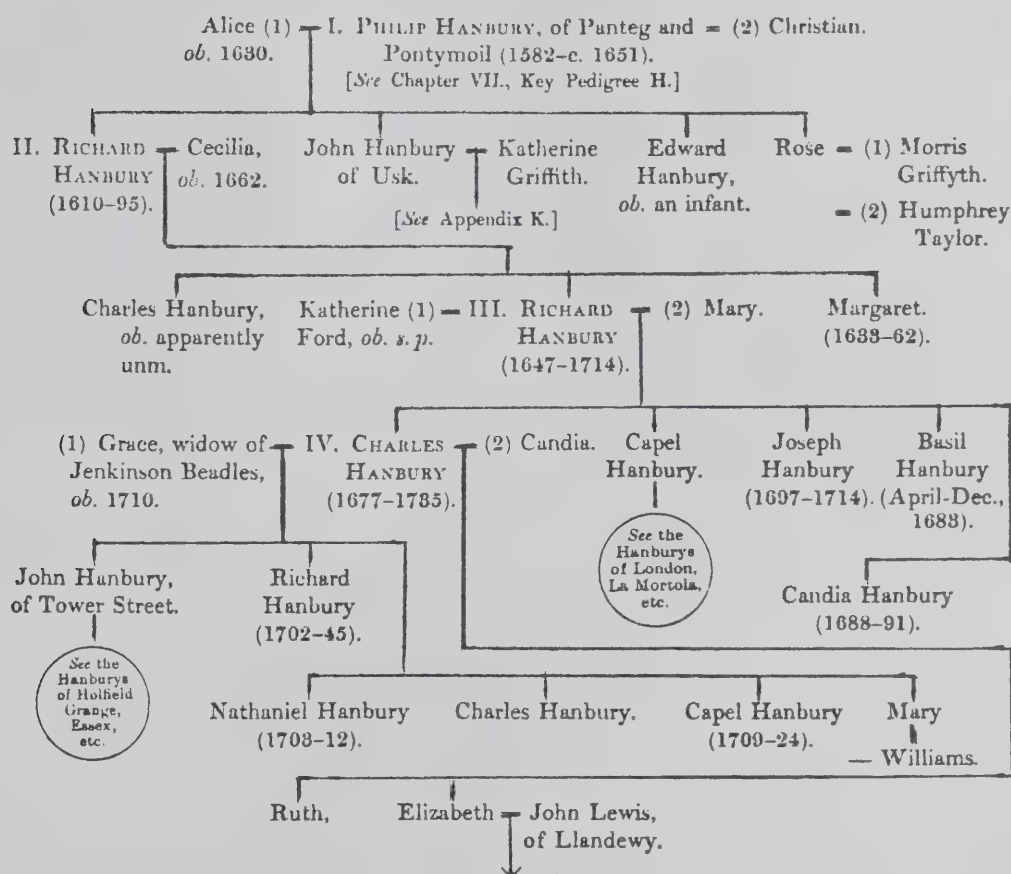 Alice (1) = I. PHILIP HANBURY, of Panteg and = (2) Christian.
ob. 1630. Pontymoil (1582–c. 1651).
[See Chapter VII., Key Pedigree H.]
II. RICHARD = Cecilia, John Hanbury = Katherine Edward Rose = (1) Morris
HANBURY ob. 1662. of Usk. Griffith. Hanbury, Griffyth.
(1610–95). ob. an infant. = (2) Humphrey
[See Appendix K.] Taylor.
Charles Hanbury, Katherine (1) = III. RICHARD = (2) Mary. Margaret.
ob. apparently Ford, ob. s. p. HANBURY (1633–62).
unm. (1647–1714).
(1) Grace, widow of = IV. CHARLES = (2) Candia. Capel Joseph Basil
Jenkinson Beadles, HANBURY Hanbury. Hanbury Hanbury
ob. 1710. (1677–1735). (1697–1714). (April–Dec.,
1683).
See the
Hanburys
of London,
La Mortola,
etc.
John Hanbury, Richard Candia Hanbury
of Tower Street. Hanbury (1688–91).
(1702–45).
See the
Hanburys
of Holfield
Grange,
Essex,
etc.
Nathaniel Hanbury Charles Hanbury. Capel Hanbury Mary
(1703–12). (1709–24). — Williams.
Ruth, Elizabeth = John Lewis,
of Llandewy.